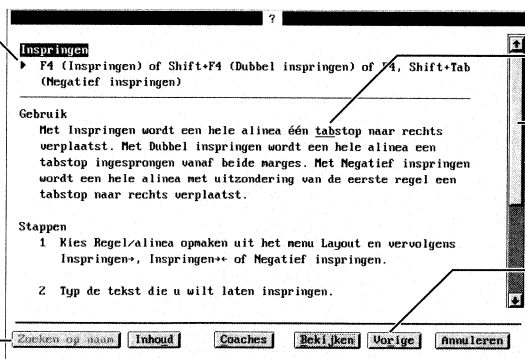 ?
Inspringen
F4 (Inspringen) of Shift+F4 (Dubbel inspringen) of F4, Shift+Tab
(Negatief inspringen)
Gebruik
Met Inspringen wordt een hele alinea één tabstop naar rechts
verplaatst. Met Dubbel inspringen wordt een hele alinea een
tabstop ingesprongen vanaf beide marges. Met Negatief inspringen
wordt een hele alinea met uitzondering van de eerste regel een
tabstop naar rechts verplaatst.
Stappen
1 Kies Regel/alinea opmaken uit het menu Layout en vervolgens
Inspringen→, Inspringen→← of Negatief inspringen.
2 Typ de tekst die u wilt laten inspringen.
Zoeken op naam Inhoud Coaches Bekijken Vorige Annuleren